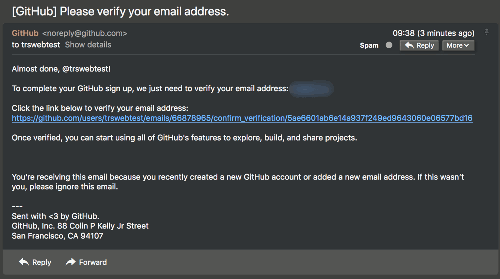 [GitHub] Please verify your email address.
GitHub <noreply@github.com> 09:38 (3 minutes ago)
to trswebtest Show details Spam Reply More
Almost done, @trswebtest!
To complete your GitHub sign up, we just need to verify your email address:
Click the link below to verify your email address:
https://github.com/users/trswebtest/emails/66878965/confirm_verification/5ae6601ab6e14a937f249ed9643060e06577bd16
Once verified, you can start using all of GitHub's features to explore, build, and share projects.
You're receiving this email because you recently created a new GitHub account or added a new email address. If this wasn't
you, please ignore this email.
---
Sent with <3 by GitHub.
GitHub, Inc. 88 Colin P Kelly Jr Street
San Francisco, CA 94107
Reply Forward